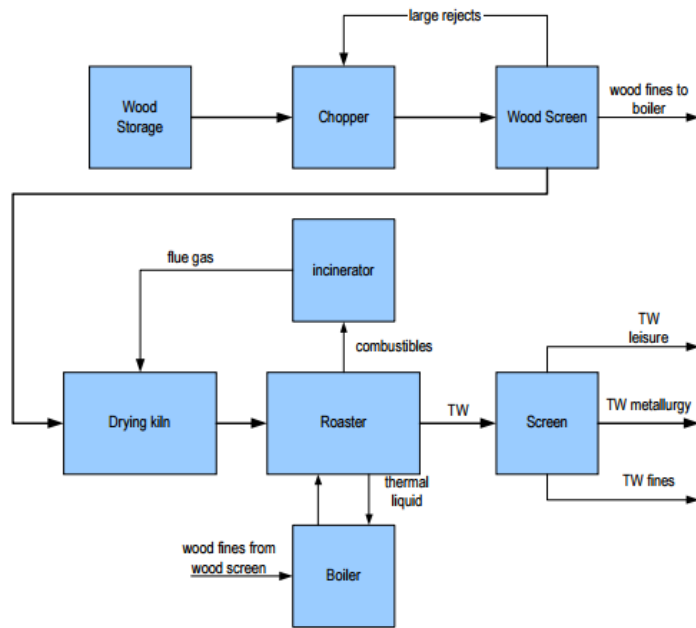 large rejects
Wood
Storage
Chopper
Wood Screen
wood fines to
boiler
flue gas
incinerator
combustibles
TW
leisure
Drying kiln
Roaster
TW
Screen
TW metallurgy
thermal
liquid
TW fines
wood fines from
wood screen
Boiler